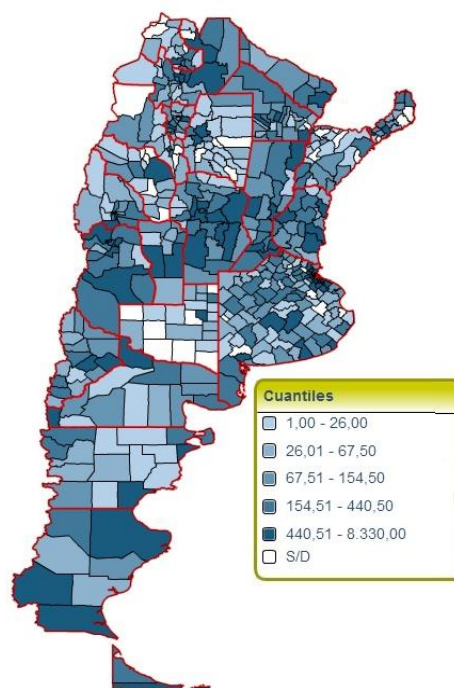 Cuantiles
1,00 - 26,00
26,01 - 67,50
67,51 - 154,50
154,51 - 440,50
440,51 - 8.330,00
S/D